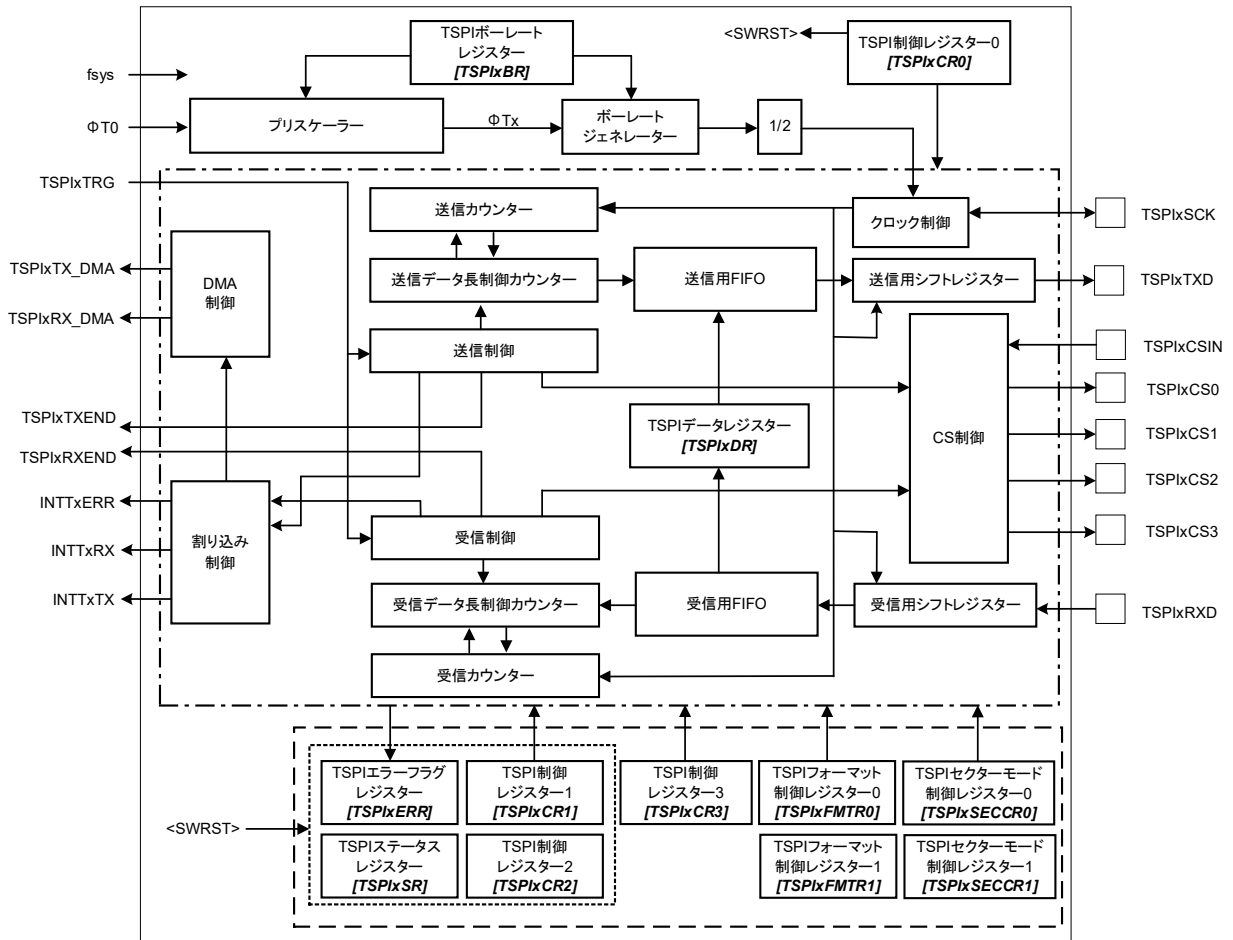 TSPIボーレート
レジスター
[TSPIxBR]
<SWRST>
TSPI制御レジスター0
[TSPIxCR0]
fsys
ΦT0
プリスケーラー
ΦTx
ボーレート
ジェネレーター
1/2
TSPIxTRG
送信カウンター
クロック制御
TSPIxSCK
TSPIxTX_DMA
DMA
制御
送信データ長制御カウンター
送信用FIFO
送信用シフトレジスター
TSPIxTXD
TSPIxRX_DMA
送信制御
TSPIxCSIN
TSPIxCS0
TSPIxTXEND
TSPIデータレジスター
[TSPIxDR]
CS制御
TSPIxCS1
TSPIxRXEND
TSPIxCS2
INTTxERR
割り込み
制御
受信制御
TSPIxCS3
INTTxRX
INTTxTX
受信データ長制御カウンター
受信用FIFO
受信用シフトレジスター
TSPIxRXD
受信カウンター
TSPIエラーフラグ
レジスター
[TSPIxERR]
TSPI制御
レジスター1
[TSPIxCR1]
TSPI制御
レジスター3
[TSPIxCR3]
TSPIフォーマット
制御レジスター0
[TSPIxFMTR0]
TSPIセクターモード
制御レジスター0
[TSPIxSECCR0]
<SWRST>
TSPIステータス
レジスター
[TSPIxSR]
TSPI制御
レジスター2
[TSPIxCR2]
TSPIフォーマット
制御レジスター1
[TSPIxFMTR1]
TSPIセクターモード
制御レジスター1
[TSPIxSECCR1]